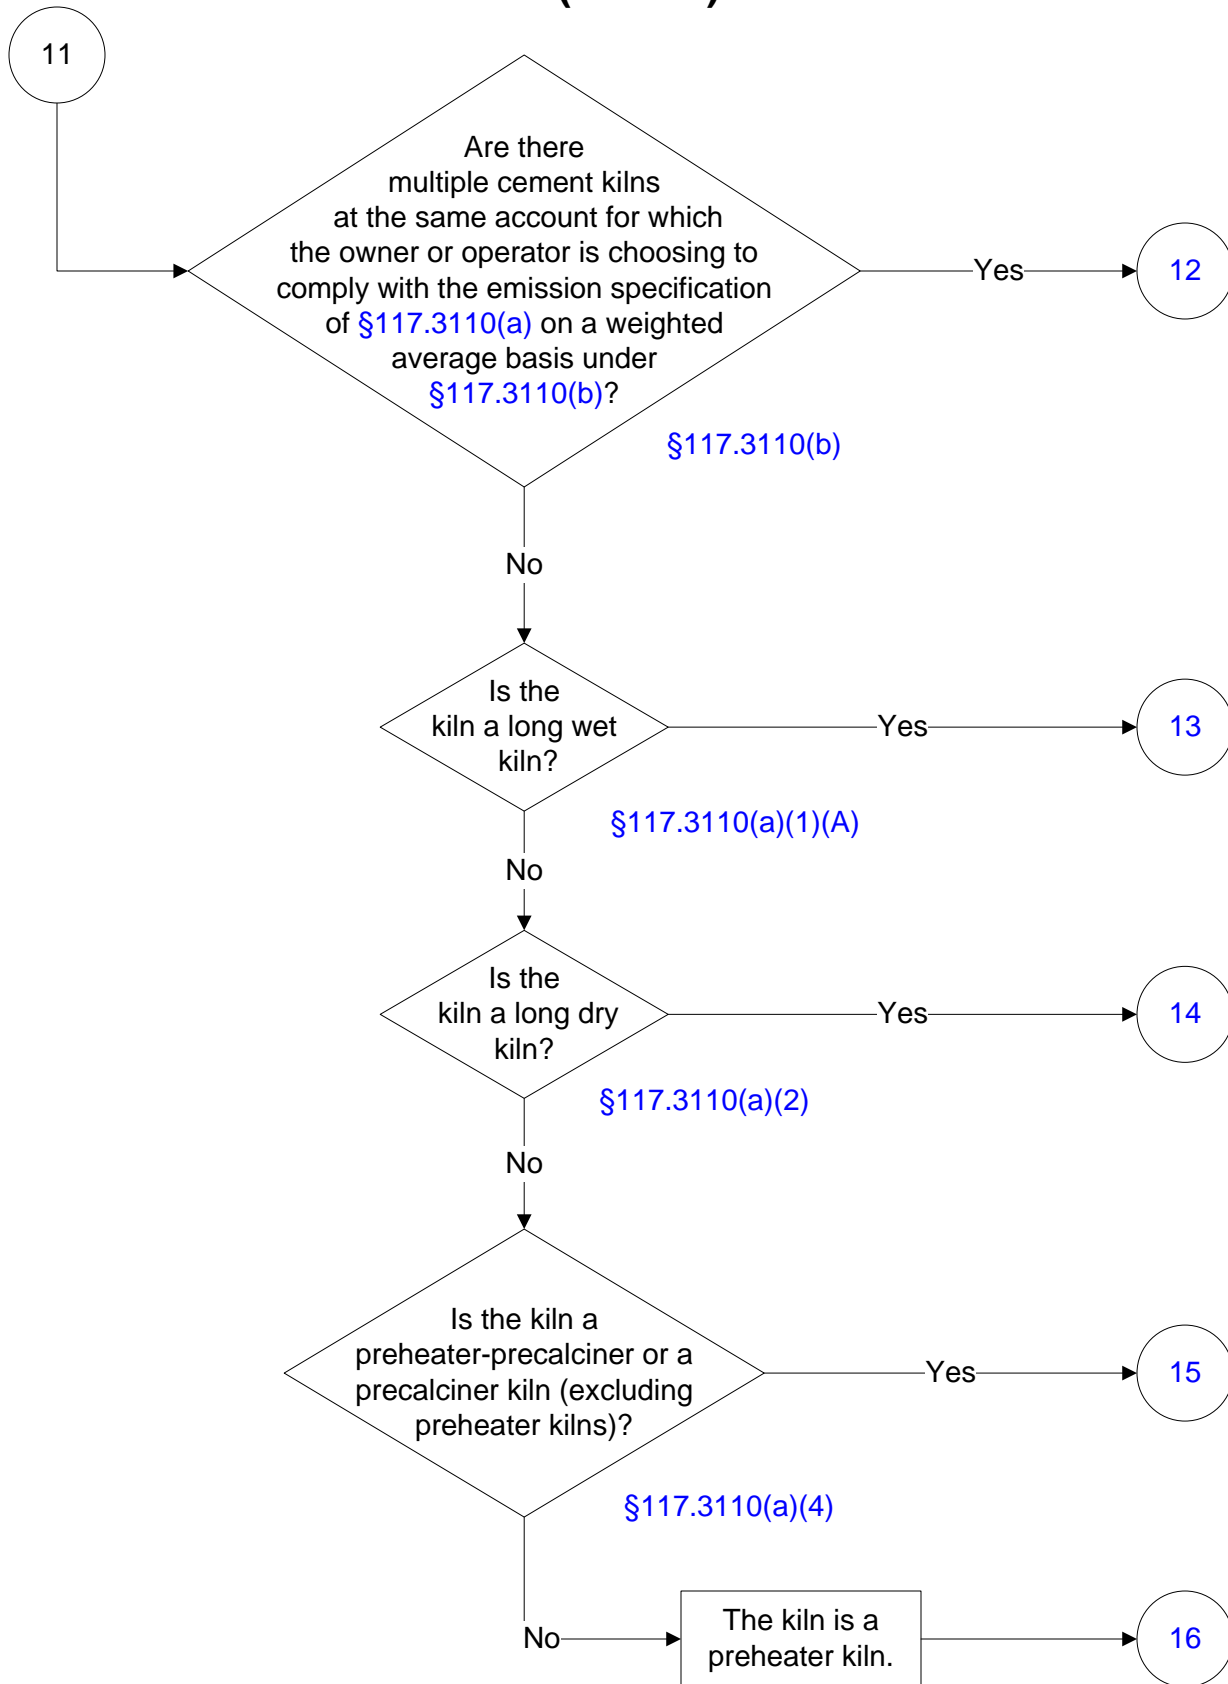 11
Are there
multiple cement kilns
at the same account for which
the owner or operator is choosing to
comply with the emission specification
of §117.3110(a) on a weighted
average basis under
§117.3110(b)?
Yes
12
§117.3110(b)
No
Is the
kiln a long wet
kiln?
Yes
13
§117.3110(a)(1)(A)
No
Is the
kiln a long dry
kiln?
Yes
14
§117.3110(a)(2)
No
Is the kiln a
preheater-precalciner or a
precalciner kiln (excluding
preheater kilns)?
Yes
15
§117.3110(a)(4)
No
The kiln is a
preheater kiln.
16